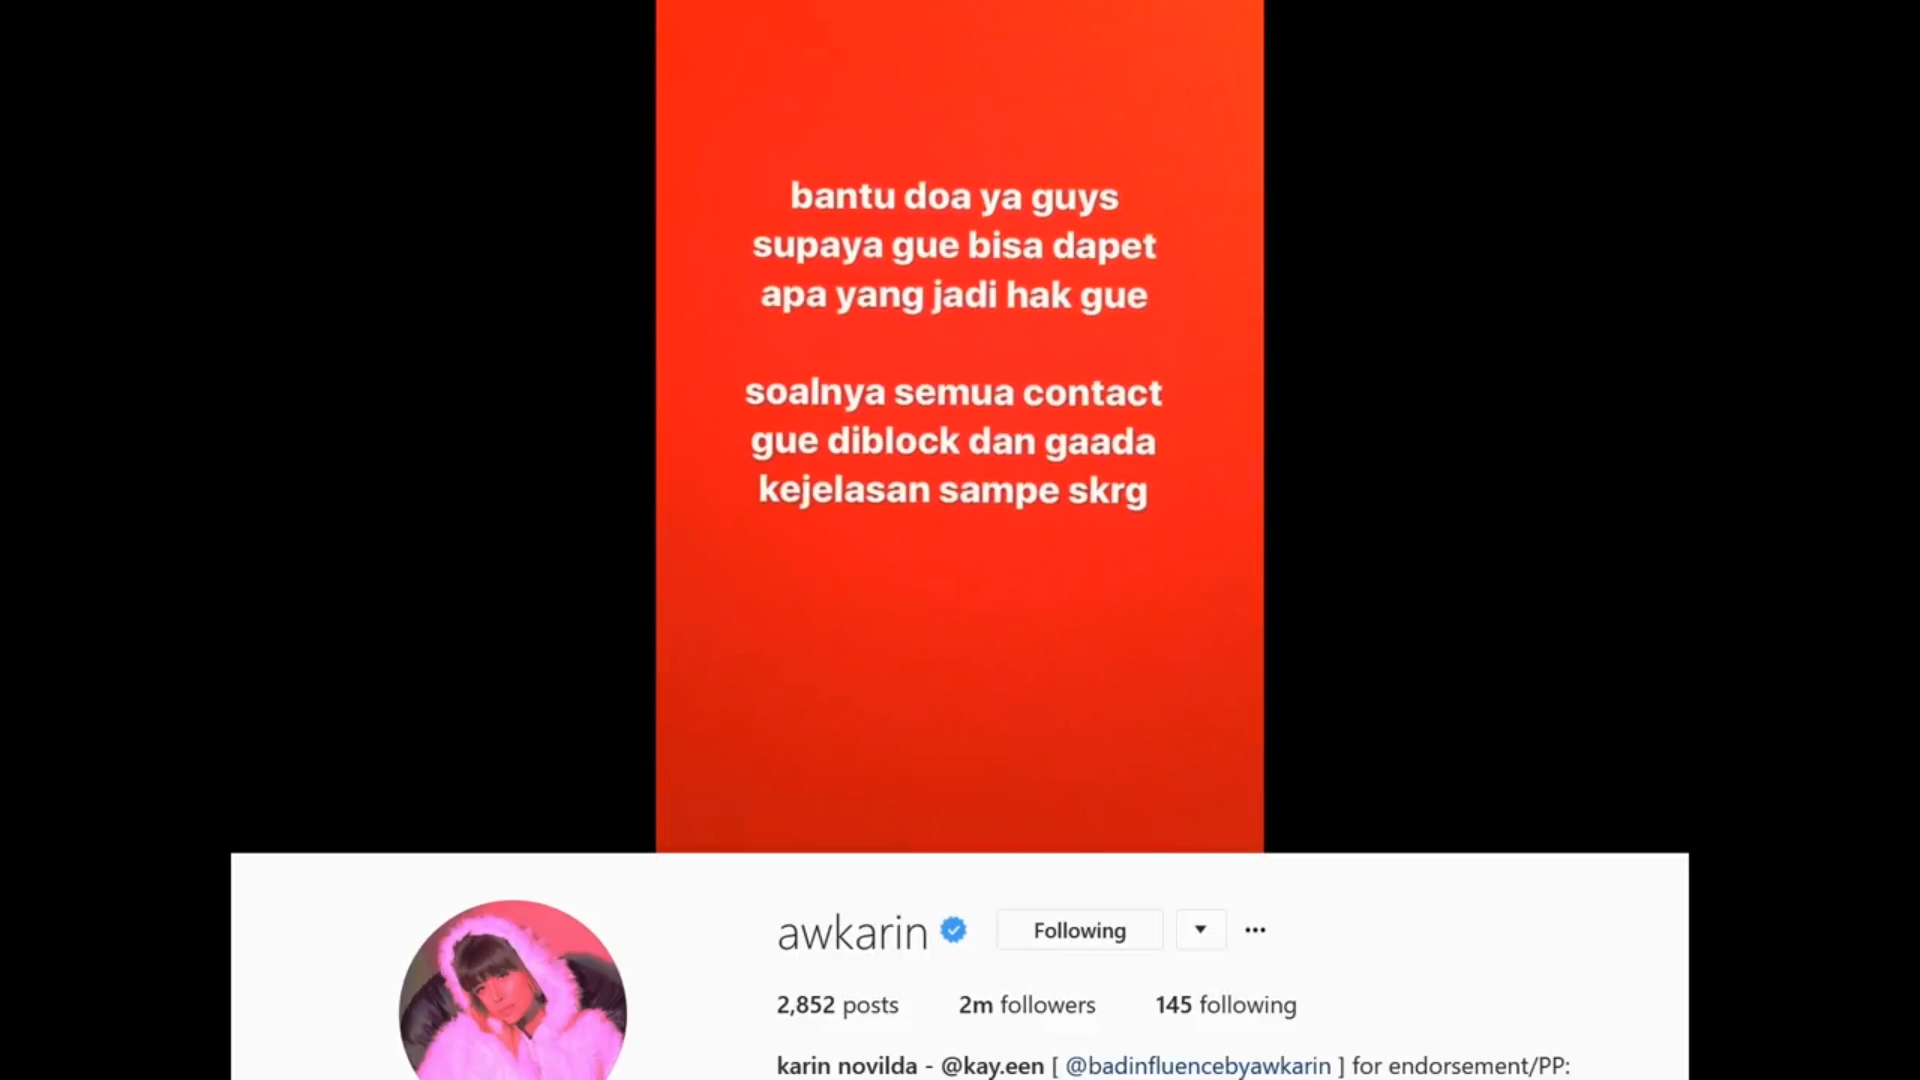 bantu doa ya guys
supaya gue bisa dapet
apa yang jadi hak gue
soalnya semua contact
gue diblock dan gaada
kejelasan sampe skrg
awkarin Following
2,852 posts 2m followers 145 following
karin novilda - @kay.een [ @badinfluencebyawkarin ] for endorsement/PP: